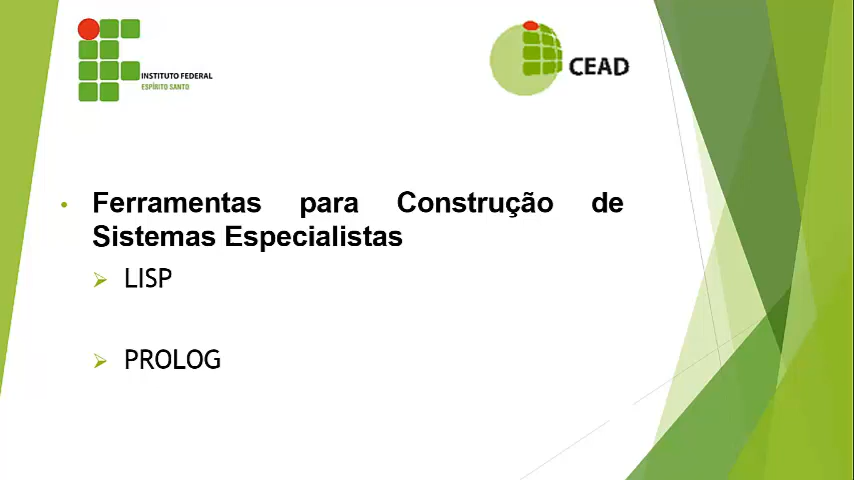 INSTITUTO FEDERAL
ESPÍRITO SANTO
CEAD
• Ferramentas para Construção de
Sistemas Especialistas
➢ LISP
➢ PROLOG